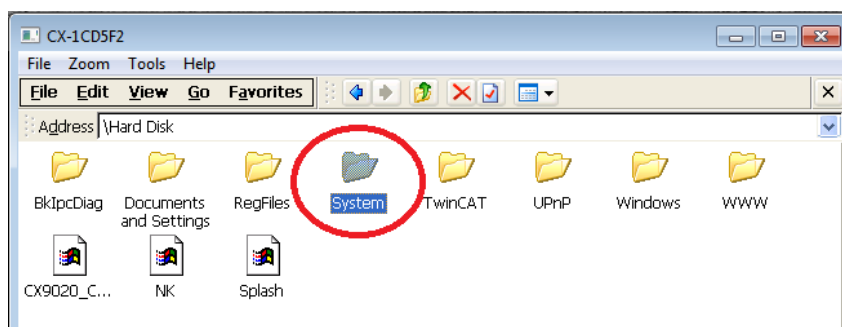 CX-1CD5F2
File Zoom Tools Help
File Edit View Go Favorites
Address \Hard Disk
BkIpcDiag Documents and Settings RegFiles System TwinCAT UPnP Windows WWW
CX9020_C... NK Splash